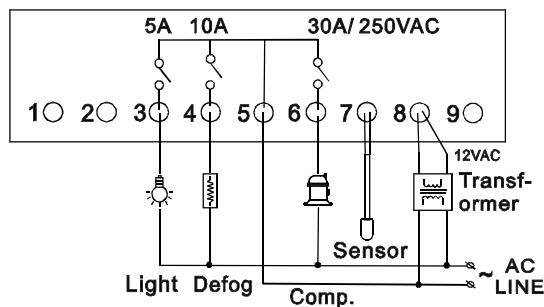 5A 10A 30A/ 250VAC
1 2 3 4 5 6 7 8 9
12VAC
Transf-
ormer
Sensor
~ AC
LINE
Light Defog
Comp.